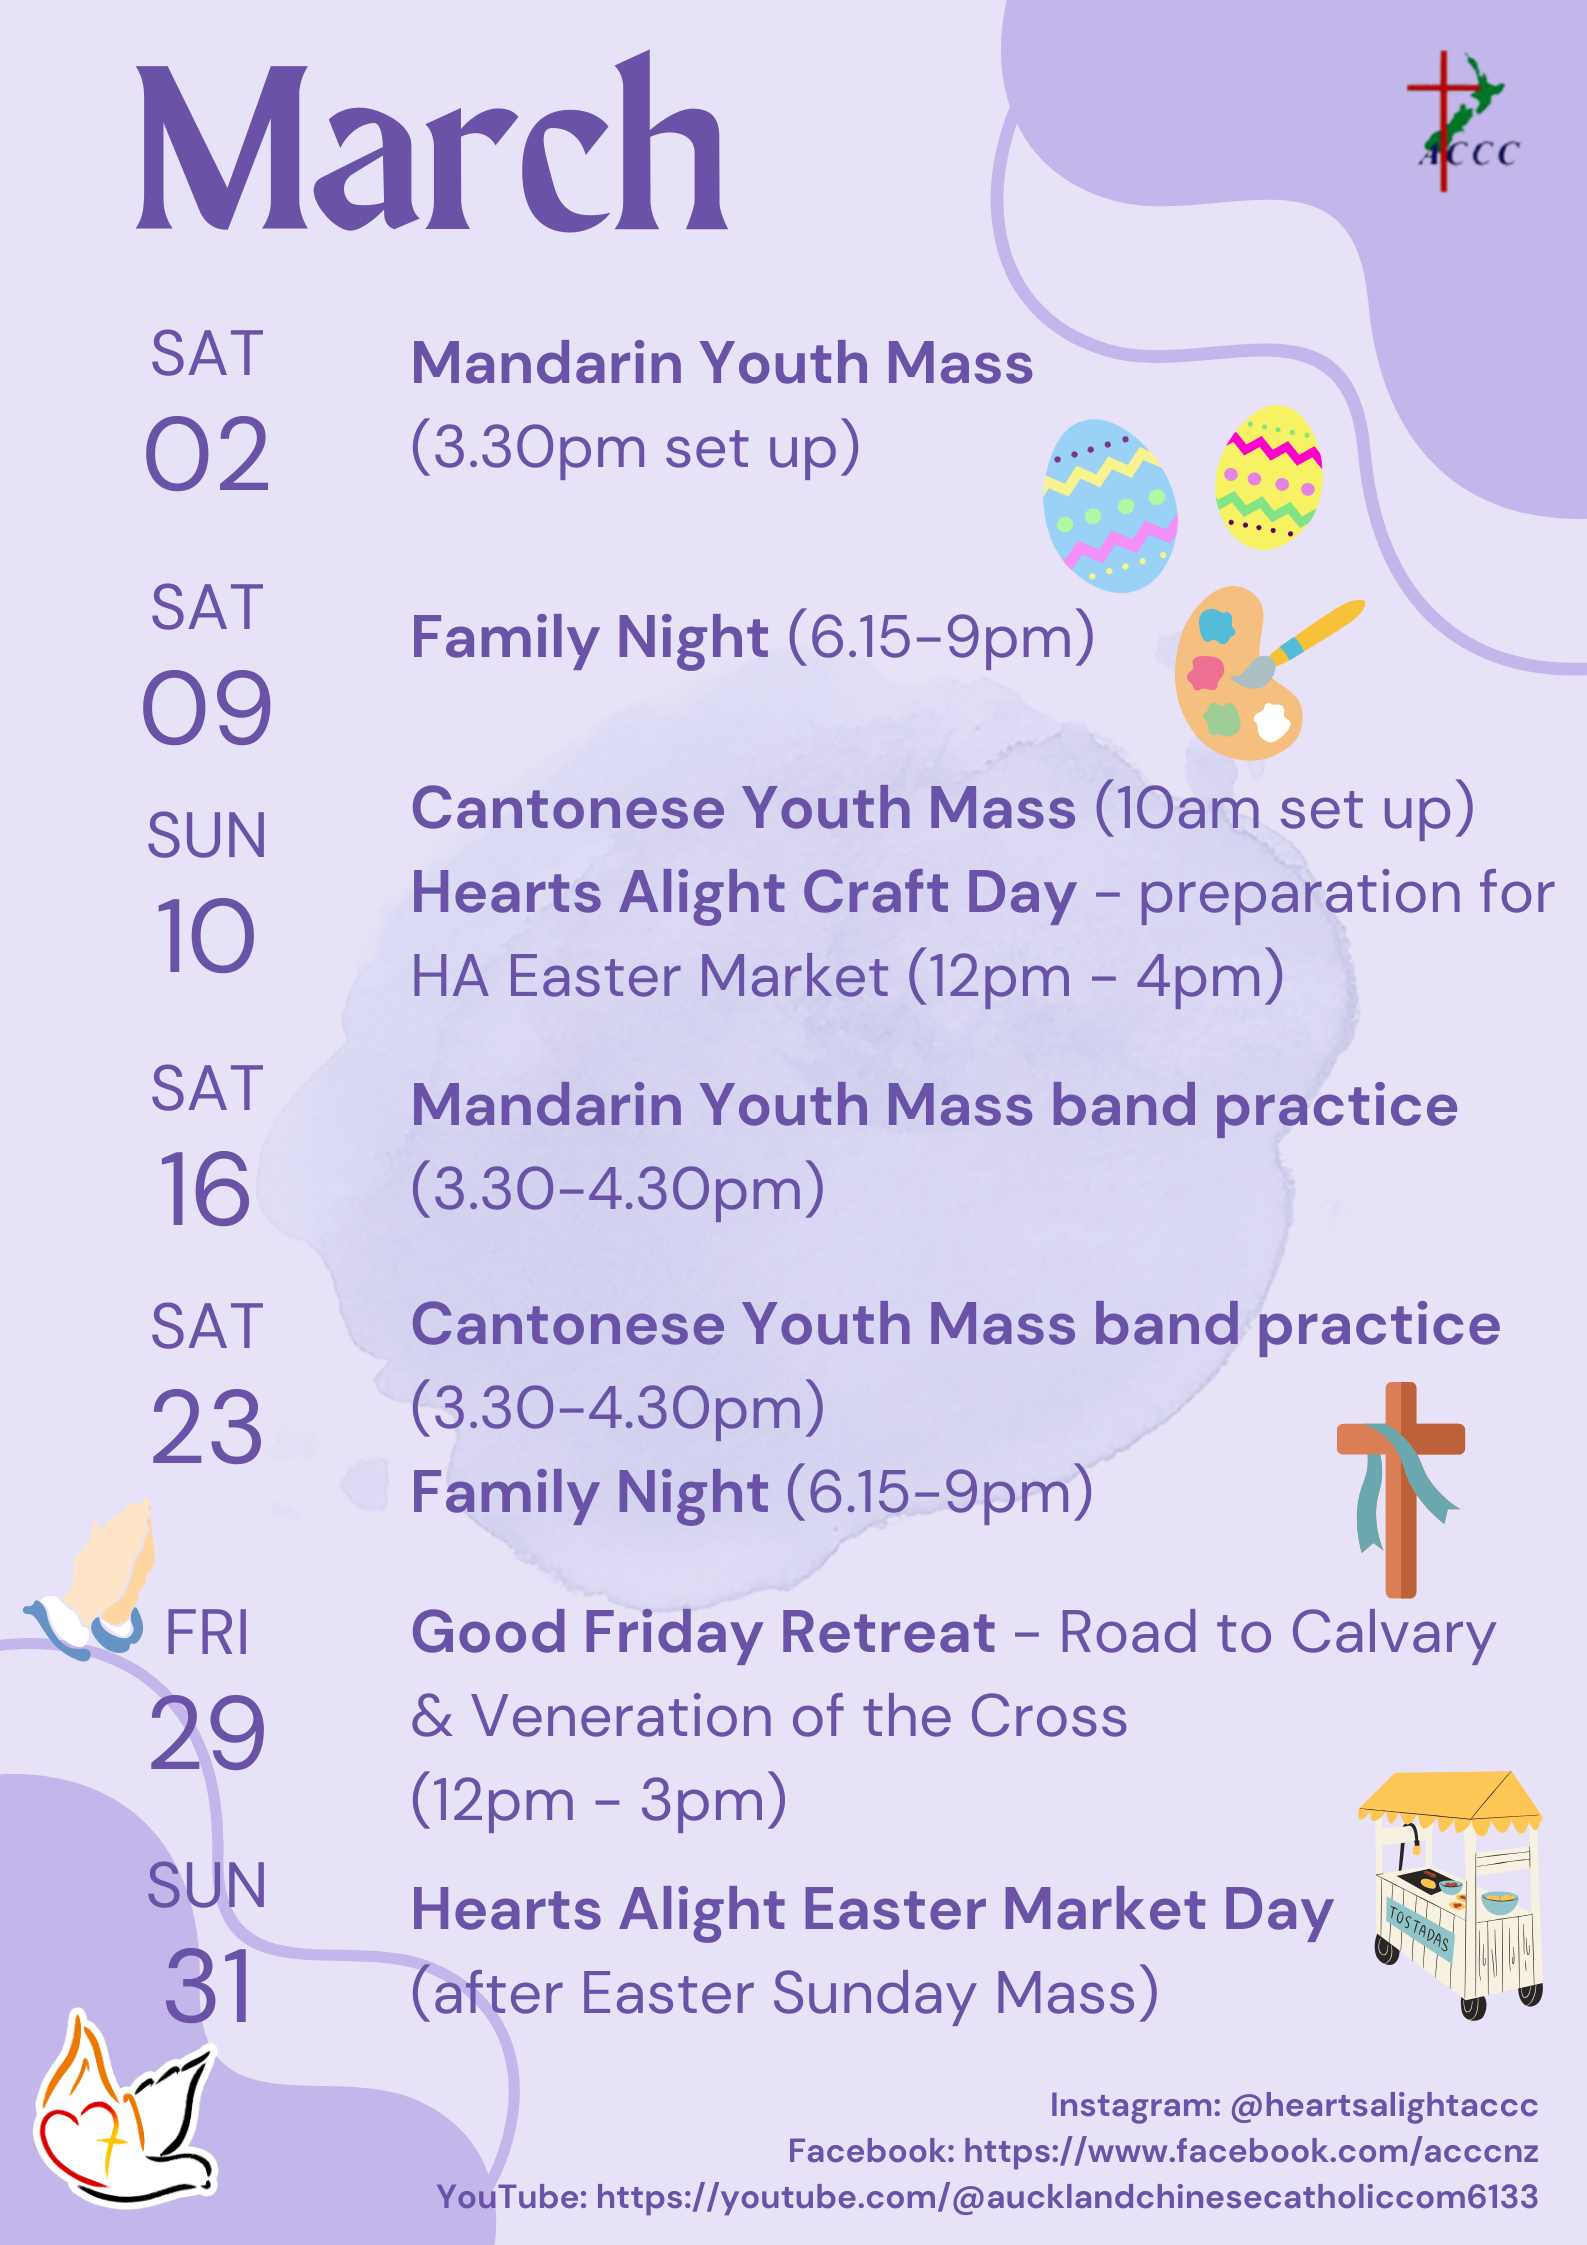 March
ACCC
SAT
02
Mandarin Youth Mass
(3.30pm set up)
SAT
09
Family Night (6.15-9pm)
SUN
10
Cantonese Youth Mass (10am set up)
Hearts Alight Craft Day - preparation for
HA Easter Market (12pm - 4pm)
SAT
16
Mandarin Youth Mass band practice
(3.30-4.30pm)
SAT
23
Cantonese Youth Mass band practice
(3.30-4.30pm)
Family Night (6.15-9pm)
FRI
29
Good Friday Retreat - Road to Calvary
& Veneration of the Cross
(12pm - 3pm)
SUN
31
Hearts Alight Easter Market Day
(after Easter Sunday Mass)
TOSTADAS
Instagram: @heartsalightaccc
Facebook: https://www.facebook.com/acccnz
YouTube: https://youtube.com/@aucklandchinesecatholiccom6133